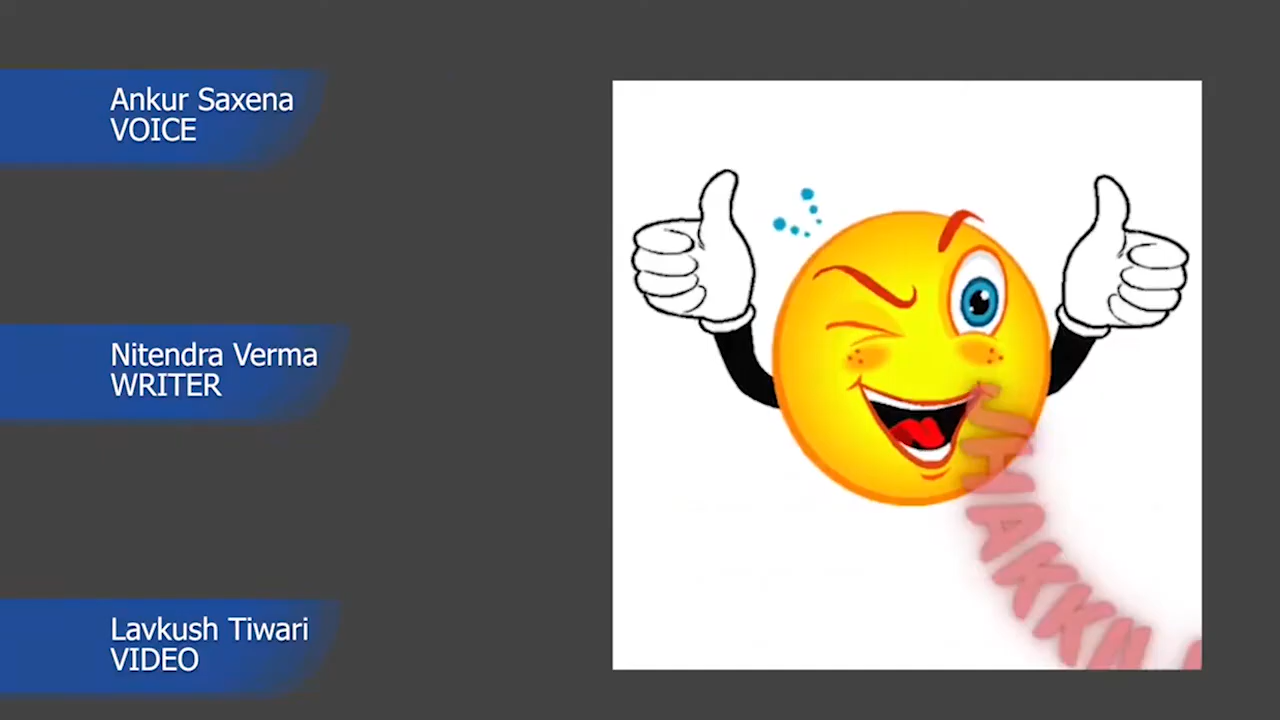 Ankur Saxena
VOICE
Nitendra Verma
WRITER
Lavkush Tiwari
VIDEO